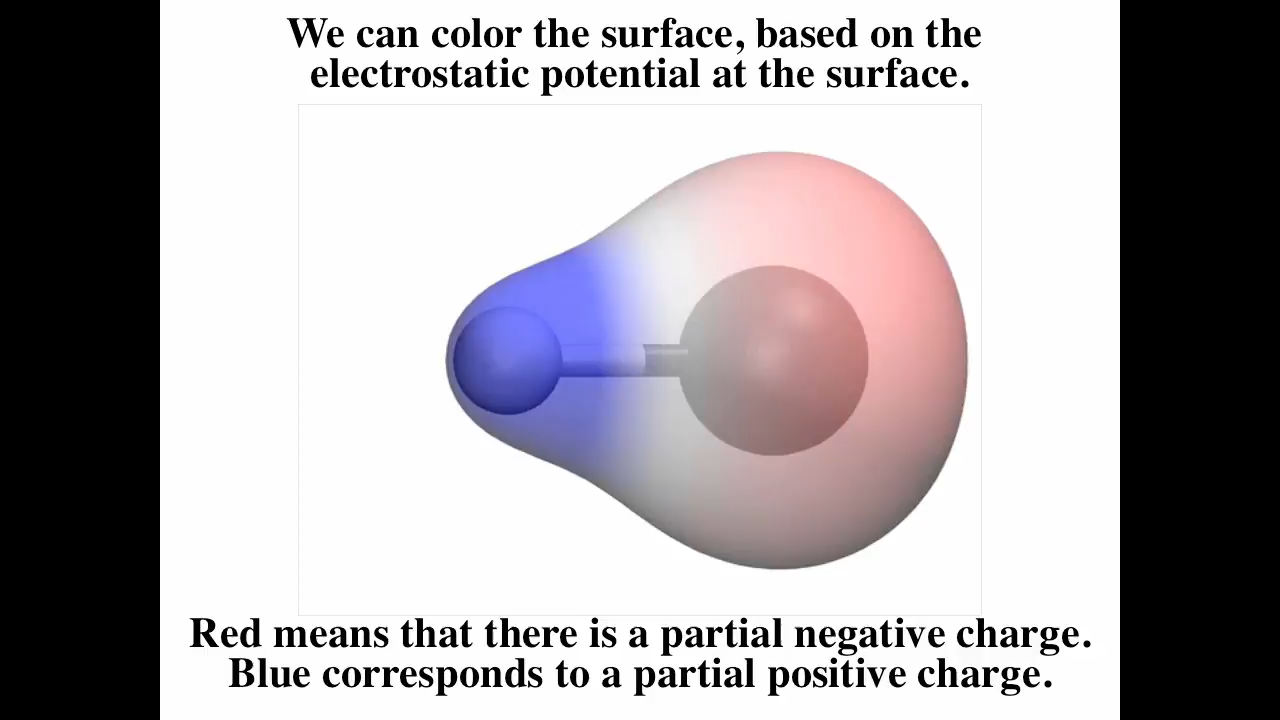 We can color the surface, based on the
electrostatic potential at the surface.
Red means that there is a partial negative charge.
Blue corresponds to a partial positive charge.